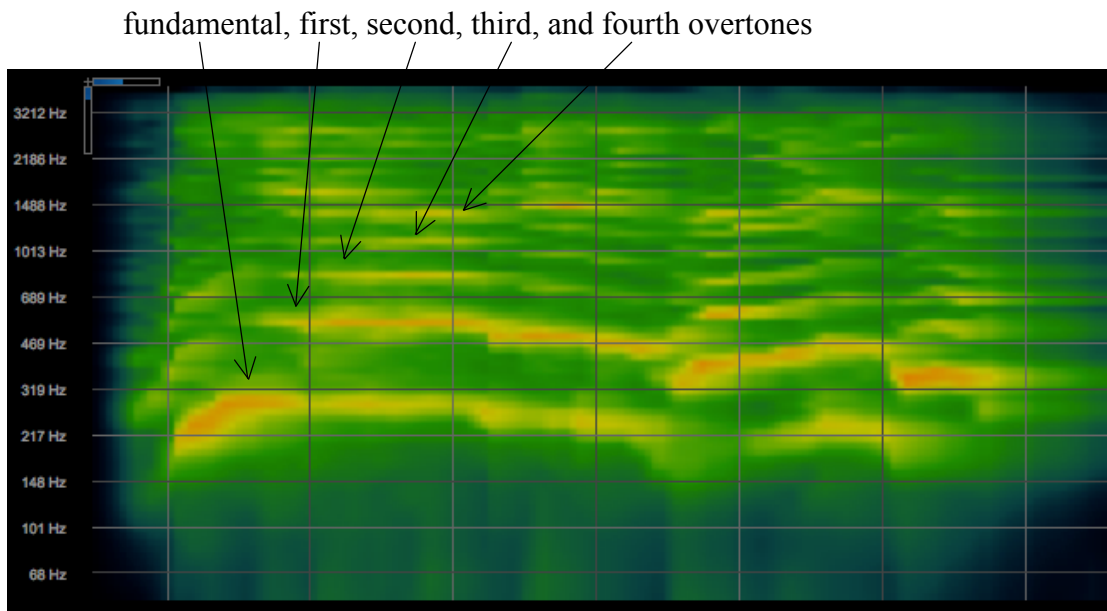 fundamental, first, second, third, and fourth overtones
3212 Hz
2186 Hz
1488 Hz
1013 Hz
689 Hz
469 Hz
319 Hz
217 Hz
148 Hz
101 Hz
68 Hz